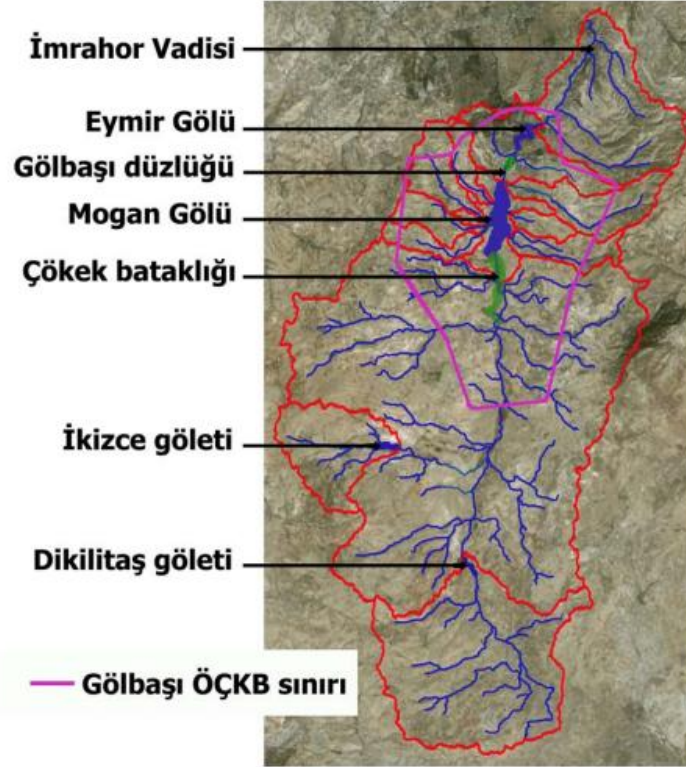 İmrahor Vadisi
Eymir Gölü
Gölbaşı düzlüğü
Mogan Gölü
Çökek bataklığı
İkizce göleti
Dikilitaş göleti
Gölbaşı ÖÇKB sınırı